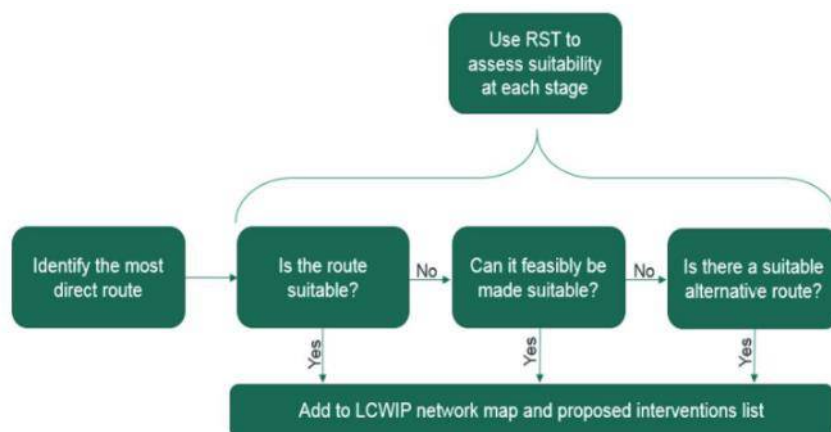 Use RST to
assess suitability
at each stage
Identify the most
direct route
Is the route
suitable?
No
Can it feasibly be
made suitable?
No
Is there a suitable
alternative route?
Yes
Yes
Yes
Add to LCWIP network map and proposed interventions list